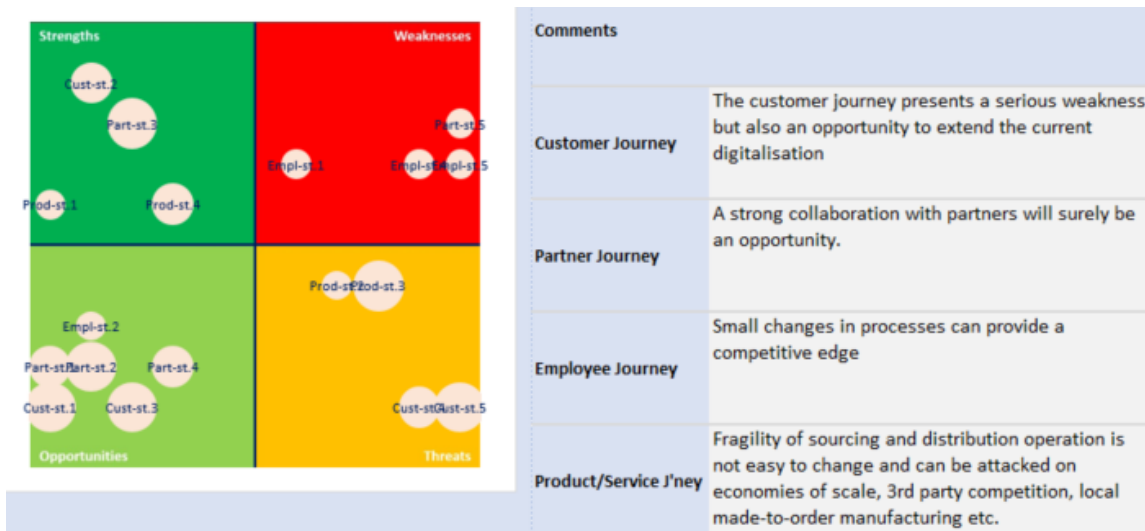 Strengths
Weaknesses
Cust-st.2
Part-st.3
Part-st.5
Empl-st.1
Empl-st.4
Empl-st.5
Prod-st.1
Prod-st.4
Prod-st.2
Prod-st.3
Empl-st.2
Part-st.1
Part-st.2
Part-st.4
Cust-st.1
Cust-st.3
Cust-st.4
Cust-st.5
Opportunities
Threats
Comments
Customer Journey
The customer journey presents a serious weakness
but also an opportunity to extend the current
digitalisation
Partner Journey
A strong collaboration with partners will surely be
an opportunity.
Employee Journey
Small changes in processes can provide a
competitive edge
Product/Service J'ney
Fragility of sourcing and distribution operation is
not easy to change and can be attacked on
economies of scale, 3rd party competition, local
made-to-order manufacturing etc.